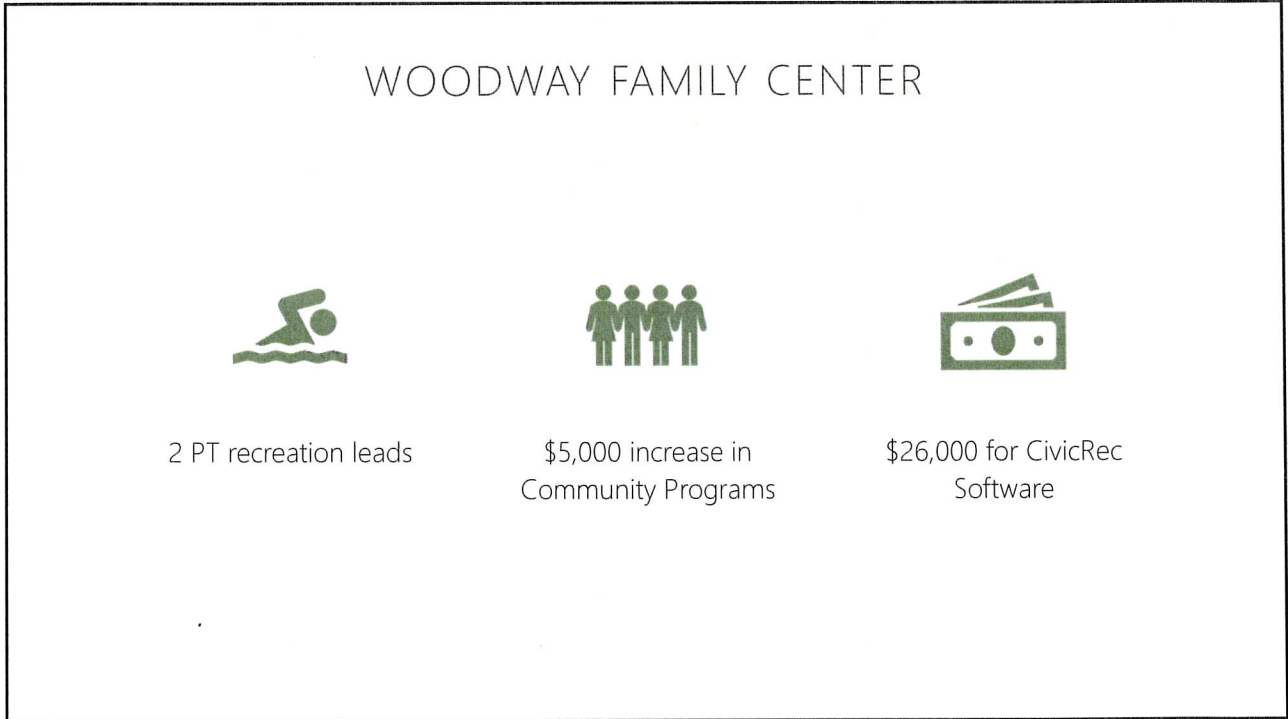 WOODWAY FAMILY CENTER
2 PT recreation leads
$5,000 increase in
Community Programs
$26,000 for CivicRec
Software